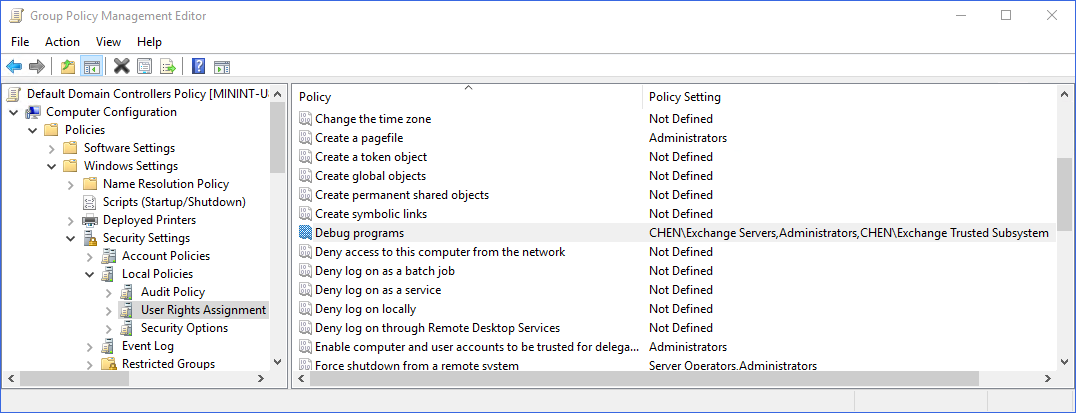 Group Policy Management Editor
File Action View Help
Default Domain Controllers Policy [MININT-U
Computer Configuration
Policies
Software Settings
Windows Settings
Name Resolution Policy
Scripts (Startup/Shutdown)
Deployed Printers
Security Settings
Account Policies
Local Policies
Audit Policy
User Rights Assignment
Security Options
Event Log
Restricted Groups
Policy Policy Setting
Change the time zone Not Defined
Create a pagefile Administrators
Create a token object Not Defined
Create global objects Not Defined
Create permanent shared objects Not Defined
Create symbolic links Not Defined
Debug programs CHEN\Exchange Servers,Administrators,CHEN\Exchange Trusted Subsystem
Deny access to this computer from the network Not Defined
Deny log on as a batch job Not Defined
Deny log on as a service Not Defined
Deny log on locally Not Defined
Deny log on through Remote Desktop Services Not Defined
Enable computer and user accounts to be trusted for delega... Administrators
Force shutdown from a remote system Server Operators,Administrators